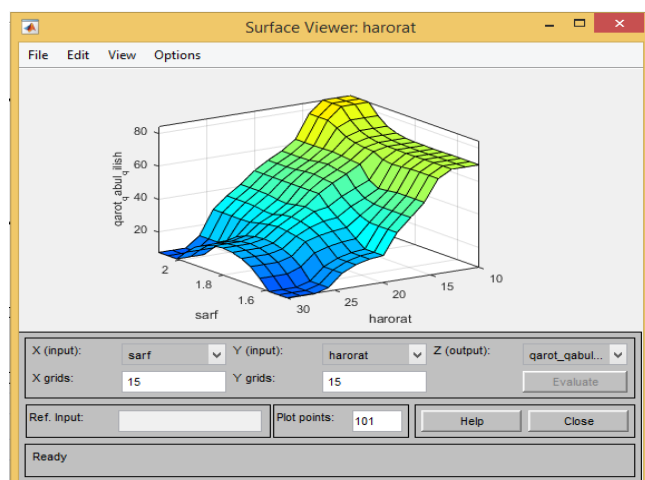 Surface Viewer: harorat
File Edit View Options
80
60
40
20
qarot_qabul_ilish
2
1.8
1.6
sarf
30
25
20
15
10
harorat
X (input): sarf Y (input): harorat Z (output): qarot_qabul...
X grids: 15 Y grids: 15 Evaluate
Ref. Input: Plot points: 101 Help Close
Ready